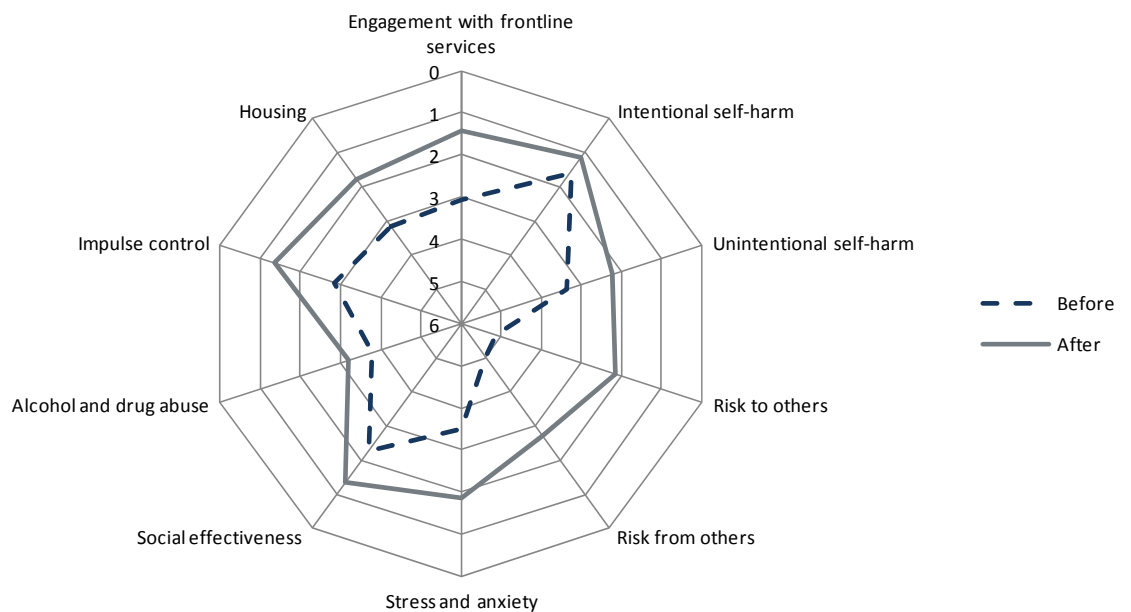 Engagement with frontline
services
0
1
2
3
4
5
6
Intentional self-harm
Unintentional self-harm
Risk to others
Risk from others
Stress and anxiety
Social effectiveness
Alcohol and drug abuse
Impulse control
Housing
Before
After